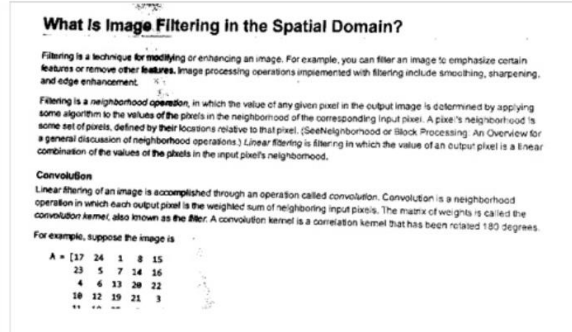 What Is Image Filtering in the Spatial Domain?
Filtering is a technique for modifying or enhancing an image. For example, you can filter an image to emphasize certain
features or remove other features. Image processing operations implemented with filtering include smoothing, sharpening,
and edge enhancement.
Filtering is a neighborhood operation, in which the value of any given pixel in the output image is determined by applying
some algorithm to the values of the pixels in the neighborhood of the corresponding input pixel. A pixel's neighborhood is
some set of pixels, defined by their locations relative to that pixel. (SeeNeighborhood or Block Processing: An Overview for
a general discussion of neighborhood operations.) Linear filtering is filtering in which the value of an output pixel is a linear
combination of the values of the pixels in the input pixel's neighborhood.
Convolution
Linear filtering of an image is accomplished through an operation called convolution. Convolution is a neighborhood
operation in which each output pixel is the weighted sum of neighboring input pixels. The matrix of weights is called the
convolution kernel, also known as the filter. A convolution kernel is a correlation kernel that has been rotated 180 degrees.
For example, suppose the image is
A = [17 24 1 8 15
23 5 7 14 16
4 6 13 20 22
10 12 19 21 3